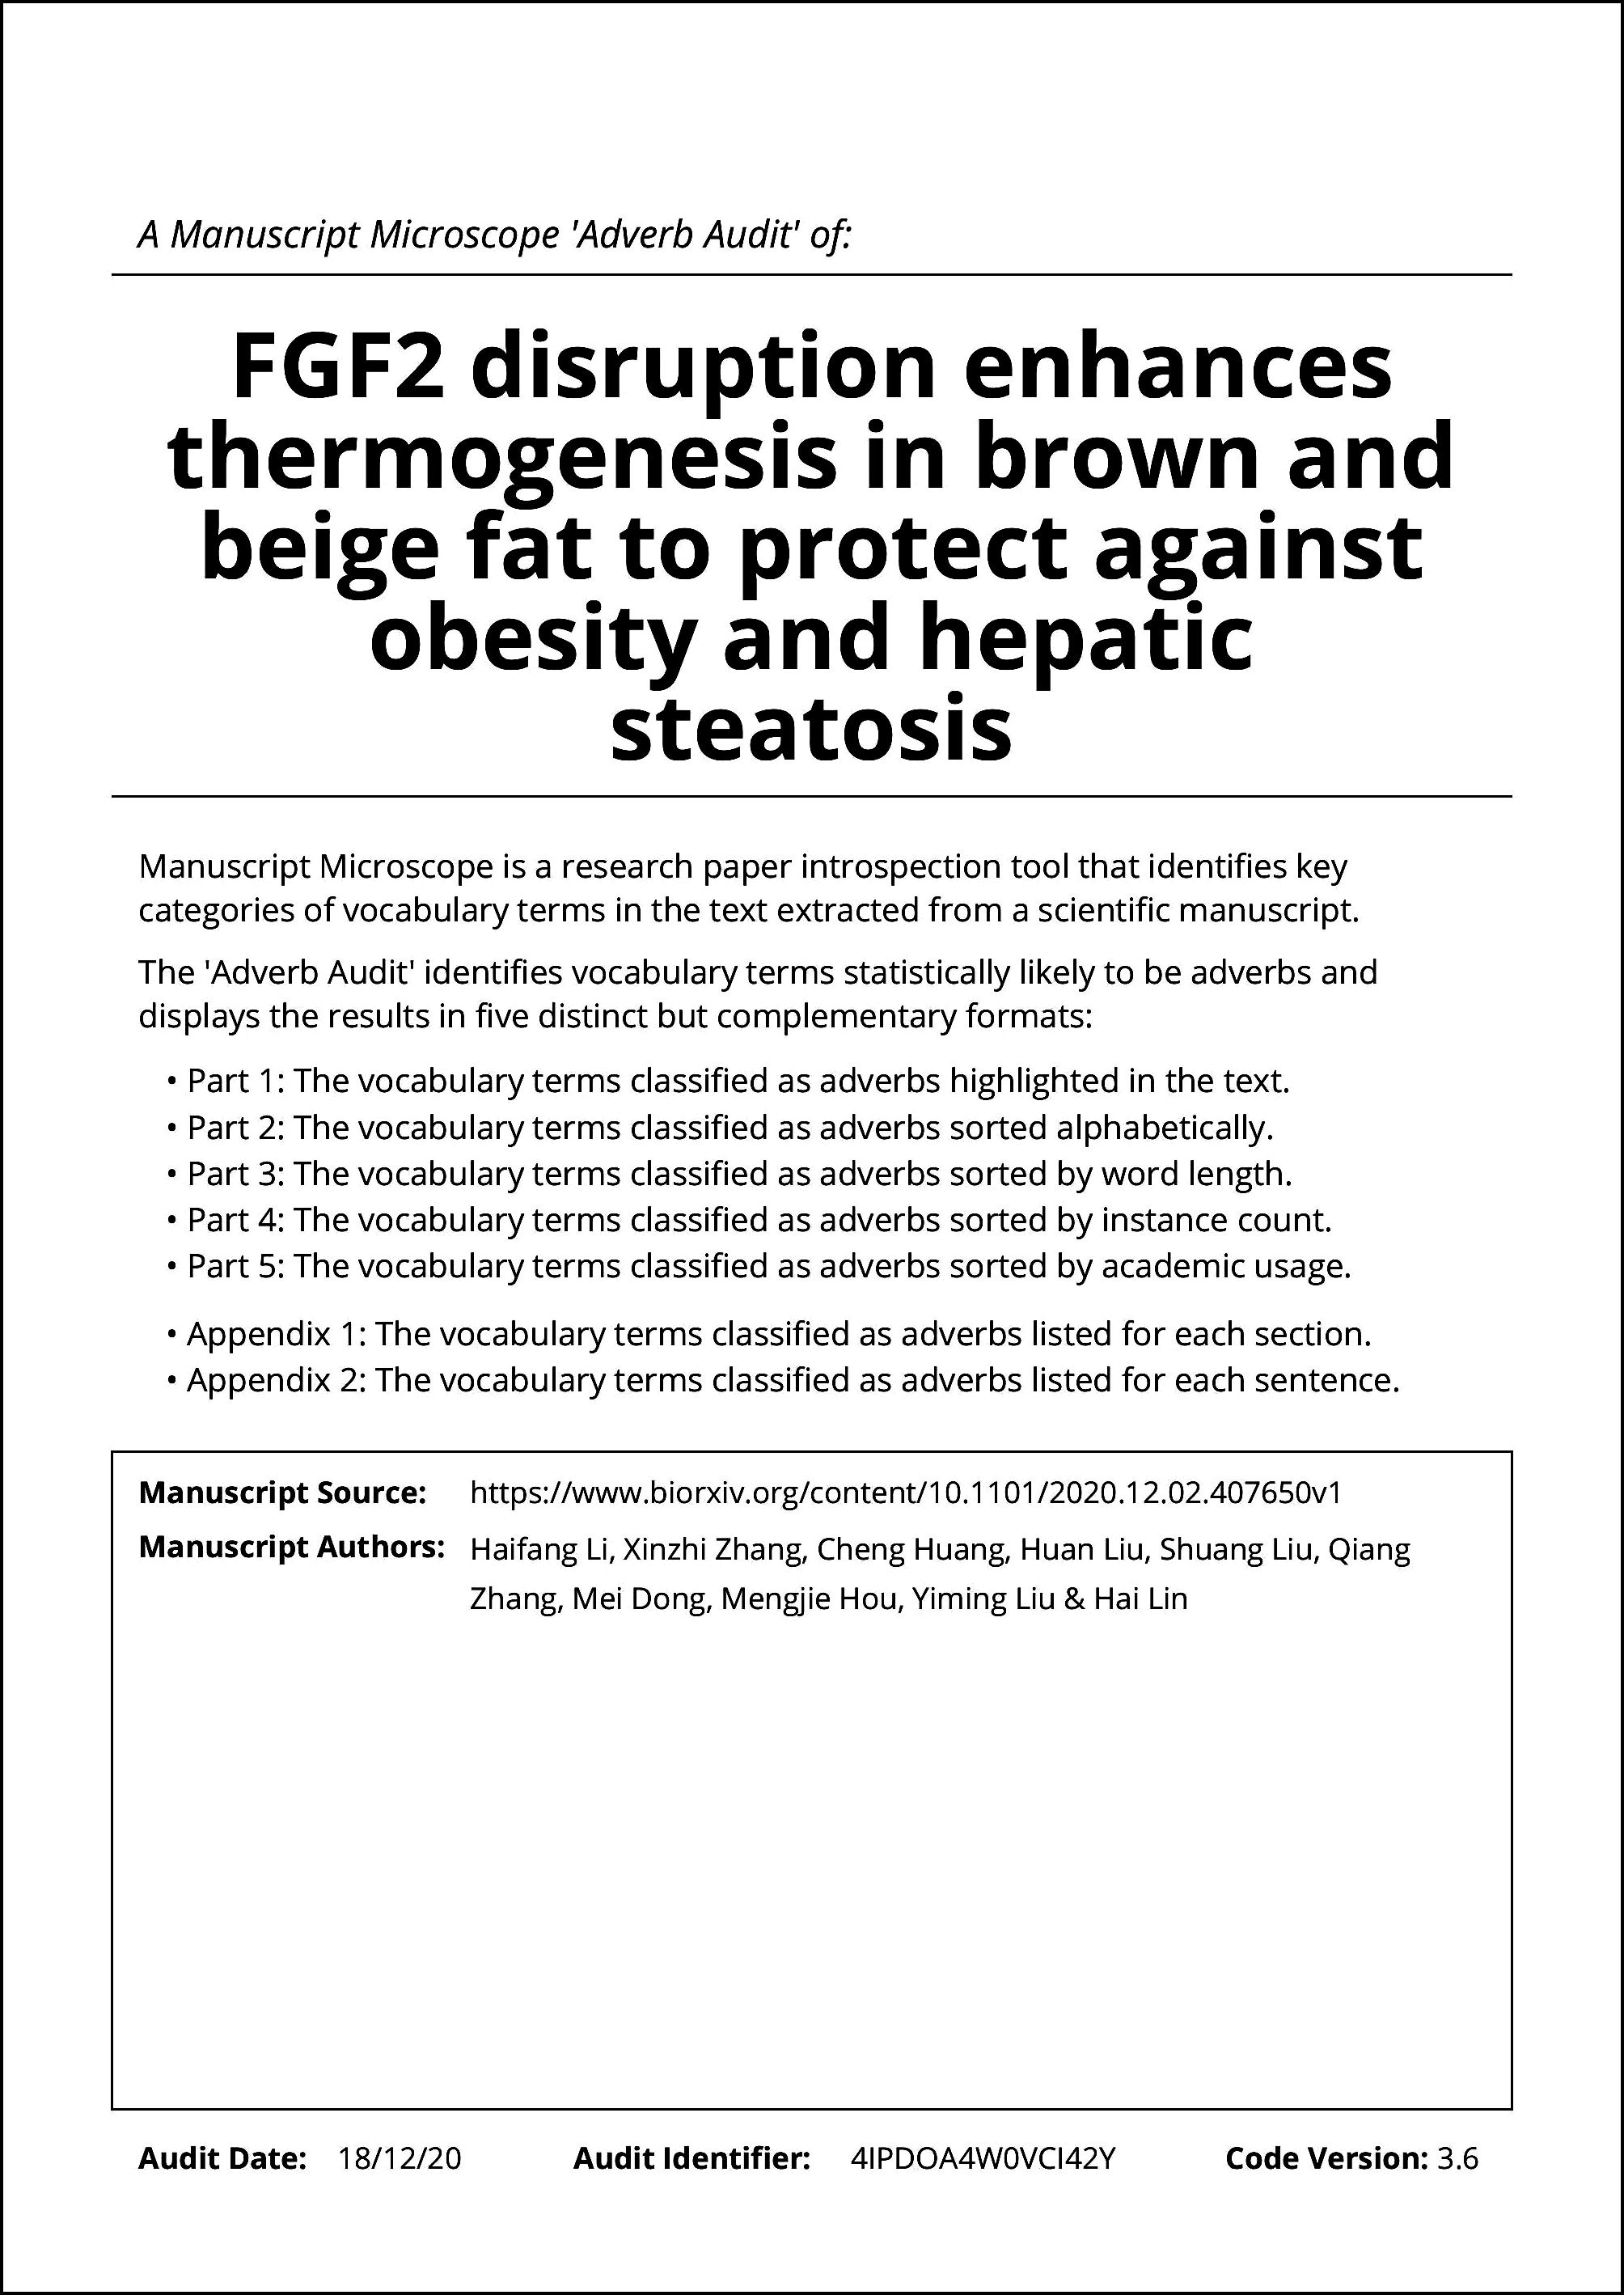 A Manuscript Microscope 'Adverb Audit' of:
FGF2 disruption enhances
thermogenesis in brown and
beige fat to protect against
obesity and hepatic
steatosis
Manuscript Microscope is a research paper introspection tool that identifies key
categories of vocabulary terms in the text extracted from a scientific manuscript.
The 'Adverb Audit' identifies vocabulary terms statistically likely to be adverbs and
displays the results in five distinct but complementary formats:
• Part 1: The vocabulary terms classified as adverbs highlighted in the text.
• Part 2: The vocabulary terms classified as adverbs sorted alphabetically.
• Part 3: The vocabulary terms classified as adverbs sorted by word length.
• Part 4: The vocabulary terms classified as adverbs sorted by instance count.
• Part 5: The vocabulary terms classified as adverbs sorted by academic usage.
• Appendix 1: The vocabulary terms classified as adverbs listed for each section.
• Appendix 2: The vocabulary terms classified as adverbs listed for each sentence.
Manuscript Source: https://www.biorxiv.org/content/10.1101/2020.12.02.407650v1
Manuscript Authors: Haifang Li, Xinzhi Zhang, Cheng Huang, Huan Liu, Shuang Liu, Qiang
Zhang, Mei Dong, Mengjie Hou, Yiming Liu & Hai Lin
Audit Date: 18/12/20 Audit Identifier: 4IPDOA4W0VCI42Y Code Version: 3.6